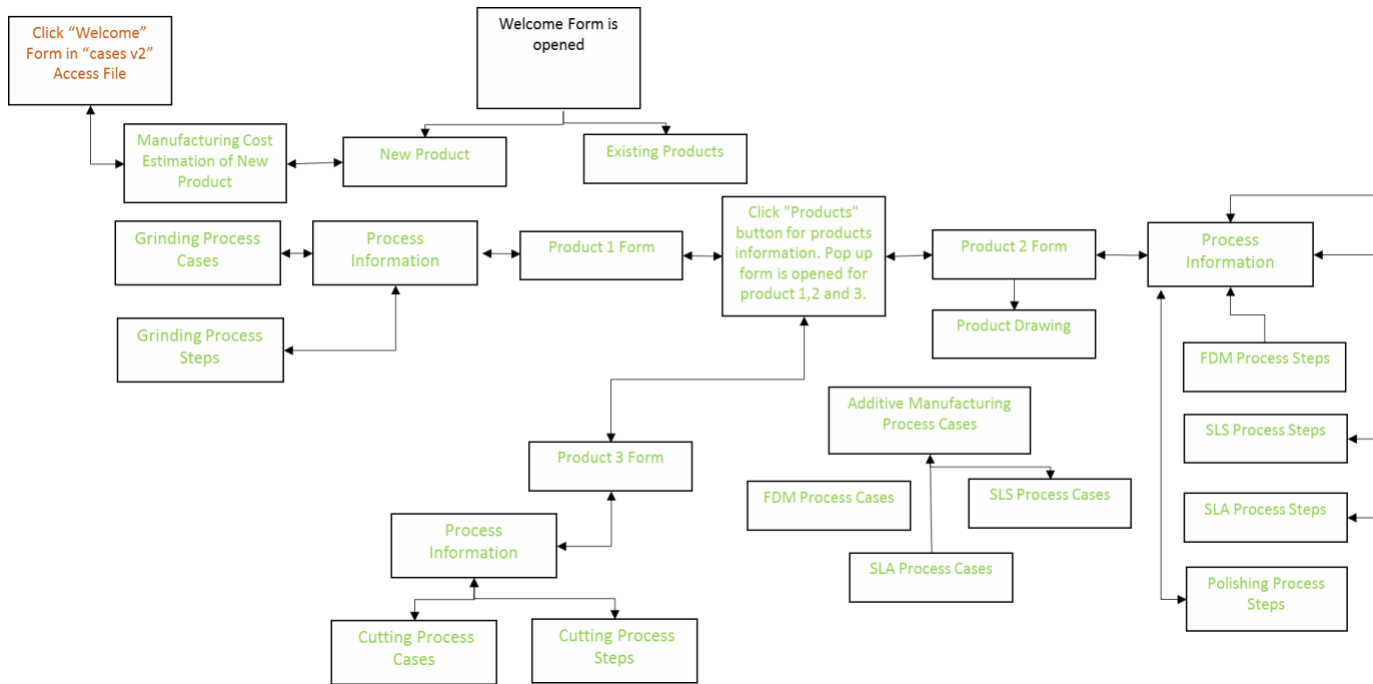 Click “Welcome”
Form in “cases v2”
Access File
Welcome Form is
opened
Manufacturing Cost
Estimation of New
Product
New Product
Existing Products
Grinding Process
Cases
Process
Information
Product 1 Form
Click "Products"
button for products
information. Pop up
form is opened for
product 1,2 and 3.
Product 2 Form
Process
Information
Grinding Process
Steps
Product Drawing
FDM Process Steps
Additive Manufacturing
Process Cases
SLS Process Steps
Product 3 Form
FDM Process Cases
SLS Process Cases
SLA Process Steps
Process
Information
SLA Process Cases
Polishing Process
Steps
Cutting Process
Cases
Cutting Process
Steps